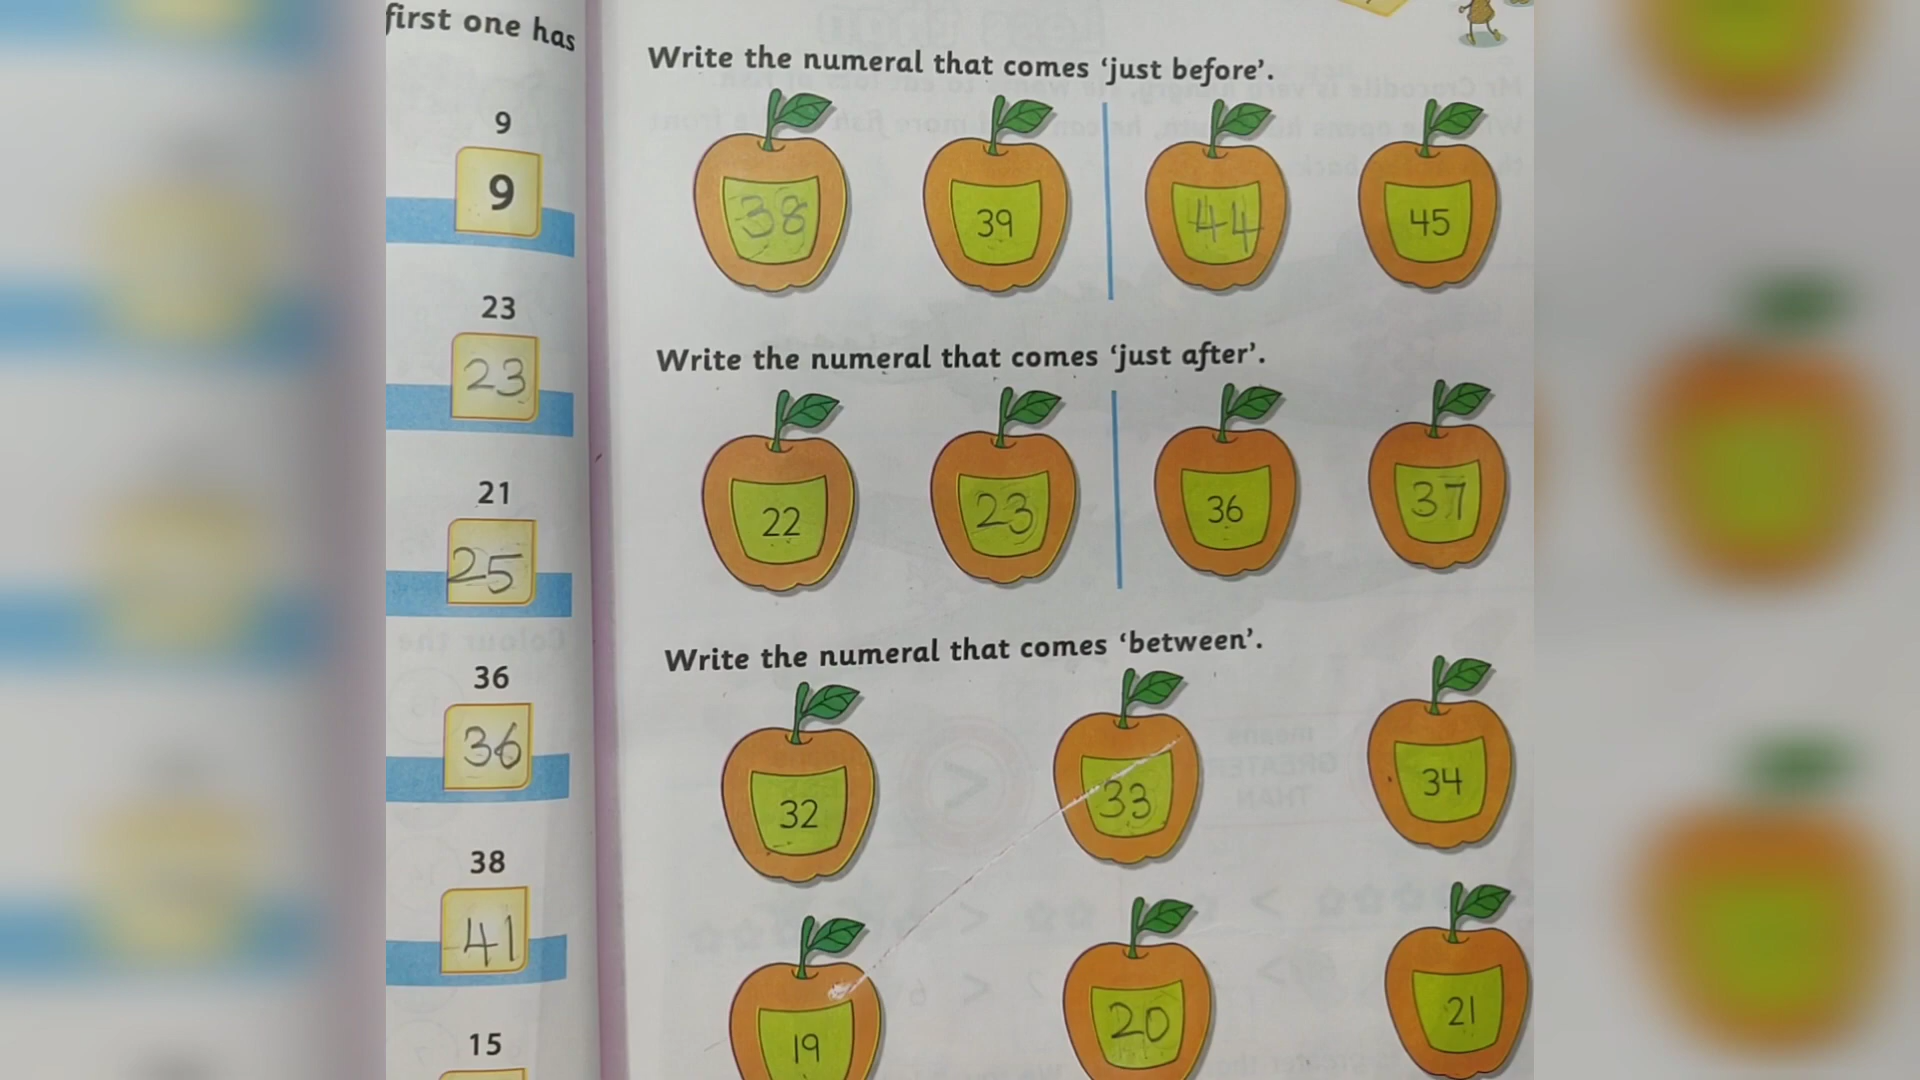 first one has
9
9
23
23
21
25
36
36
38
41
15
Write the numeral that comes ‘just before’.
38 39 44 45
Write the numeral that comes ‘just after’.
22 23 36 37
Write the numeral that comes ‘between’.
32 33 34
19 20 21